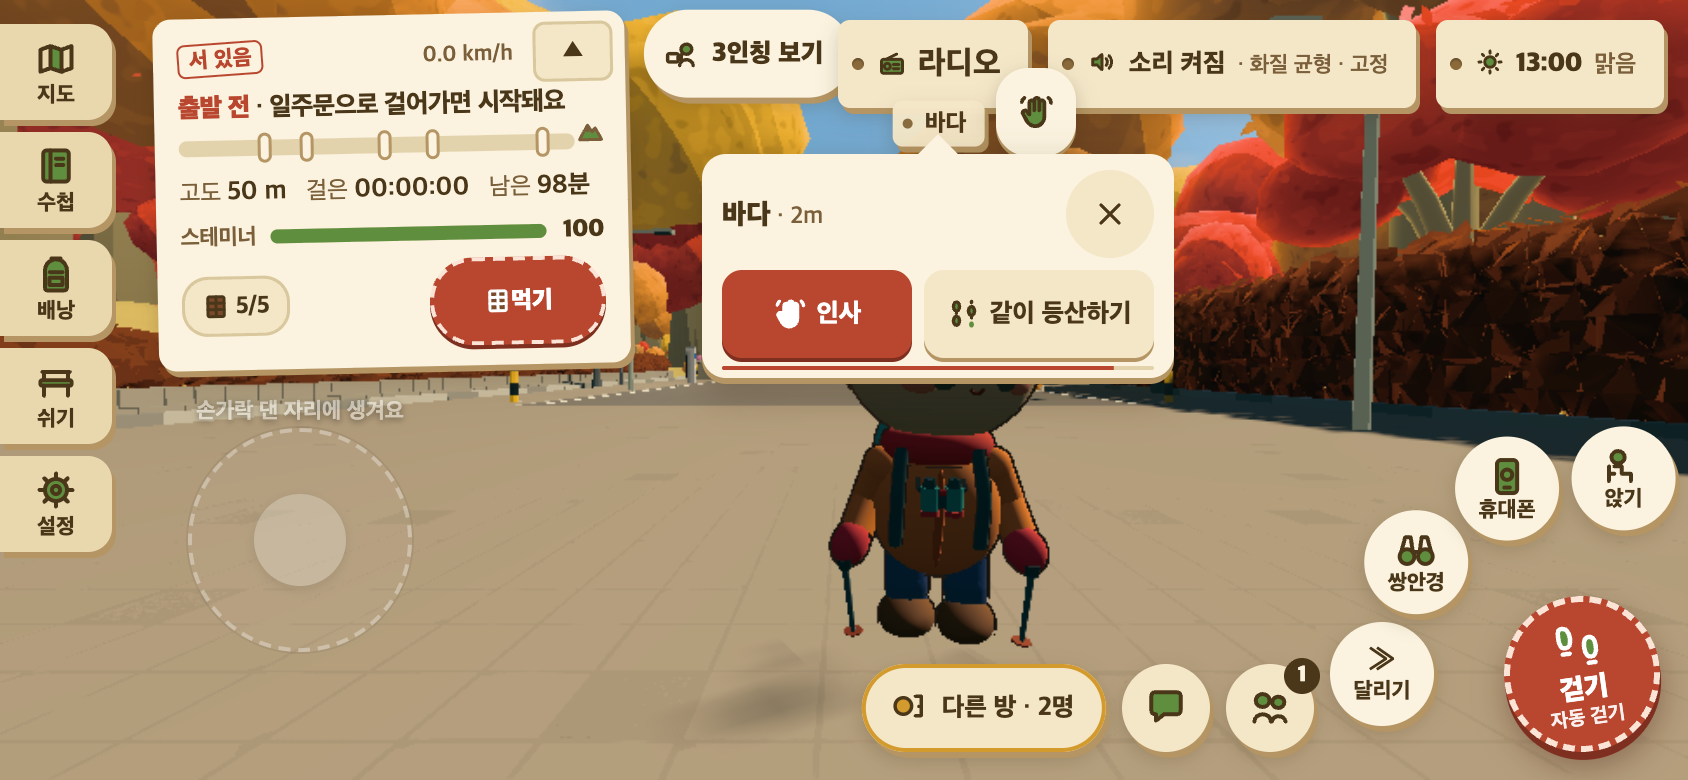 지도
수첩
배낭
쉬기
설정
서 있음
0.0 km/h
출발 전 · 일주문으로 걸어가면 시작돼요
고도 50 m 걸은 00:00:00 남은 98분
스테미너 100
5/5
먹기
3인칭 보기
라디오
소리 켜짐 · 화질 균형 · 고정
13:00 맑음
바다
바다 · 2m
인사
같이 등산하기
손가락 댄 자리에 생겨요
휴대폰
앉기
쌍안경
달리기
걷기
자동 걷기
다른 방 · 2명
1